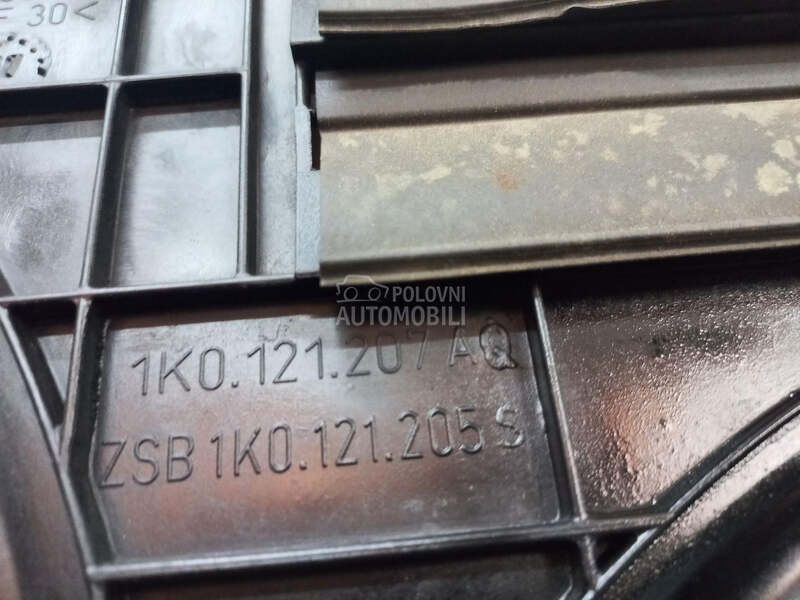 30<
POLOVNI
AUTOMOBILI
1K0.121.207 AQ
ZSB 1K0.121.205 S